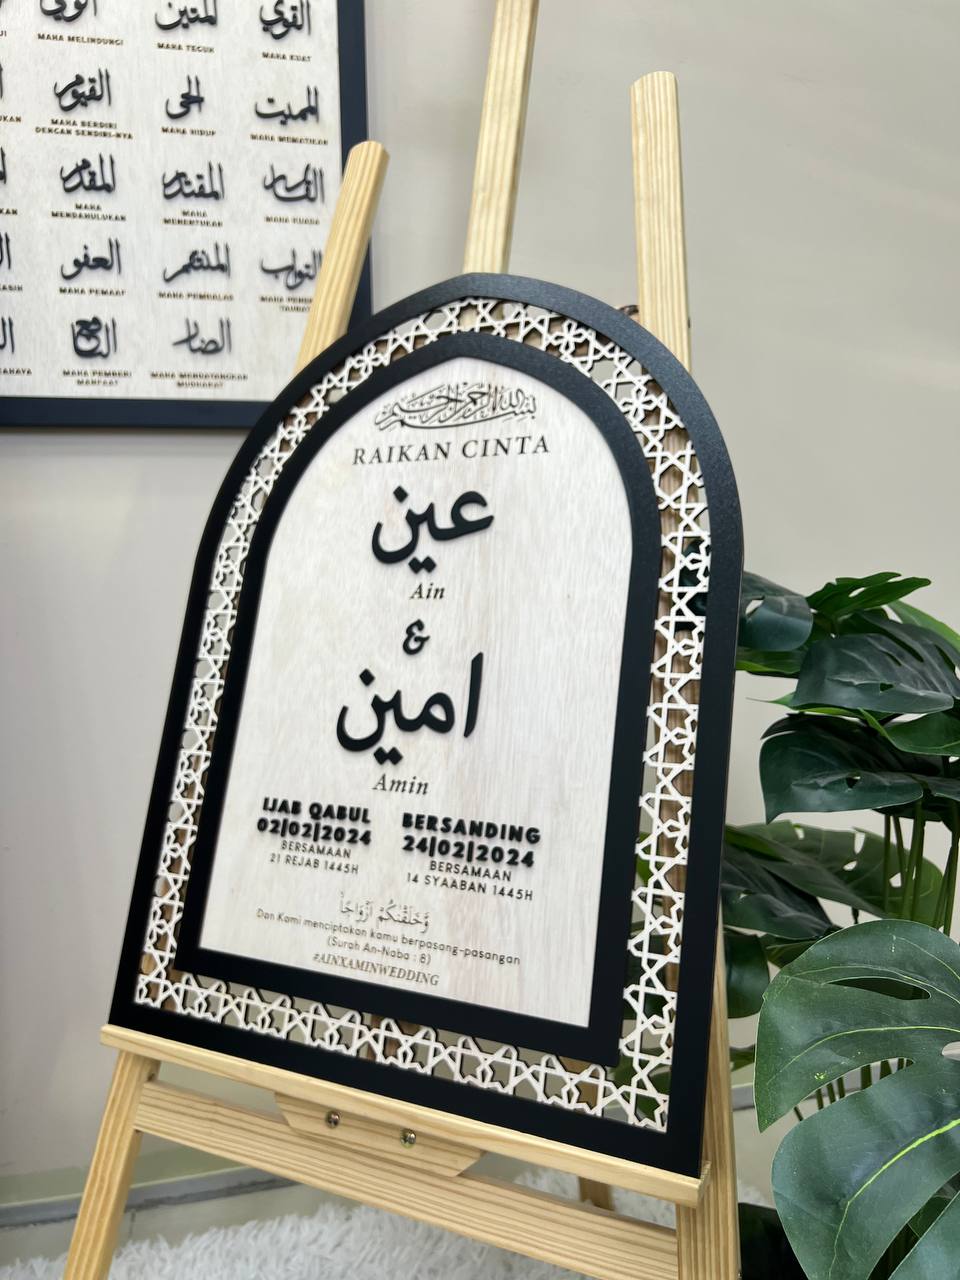 المتين
القوي
MAHA MELINDUNGI
MAHA TEGUH
MAHA KUAT
القيوم
الحي
المميت
MAHA BERDIRI
DENGAN SENDIRI-NYA
MAHA HIDUP
MAHA MEMATIKAN
المقدم
المقتدر
القادر
MAHA
MENDAHULUKAN
MAHA
MENENTUKAN
MAHA KUASA
العفو
المنتقم
التواب
MAHA PEMAAF
MAHA PEMBALAS
النافع
الضار
MAHA PEMBERI
MANFAAT
MAHA MENDATANGKAN
MUDHARAT
بسم الله الرحمن الرحيم
RAIKAN CINTA
عين
Ain
&
امين
Amin
IJAB QABUL
02|02|2024
BERSAMAAN
21 REJAB 1445H
BERSANDING
24|02|2024
BERSAMAAN
14 SYAABAN 1445H
وَّخَلَقْنٰكُمْ اَزْوَاجًاۙ
Dan Kami menciptakan kamu berpasang-pasangan
(Surah An-Naba : 8)
#AINXAMINWEDDING